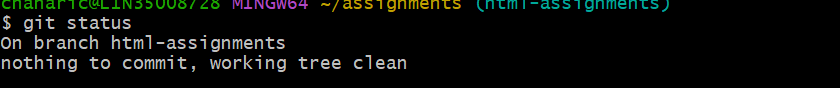 chanaric@LIN35008728 MINGW64 ~/assignments (html-assignments)
$ git status
On branch html-assignments
nothing to commit, working tree clean